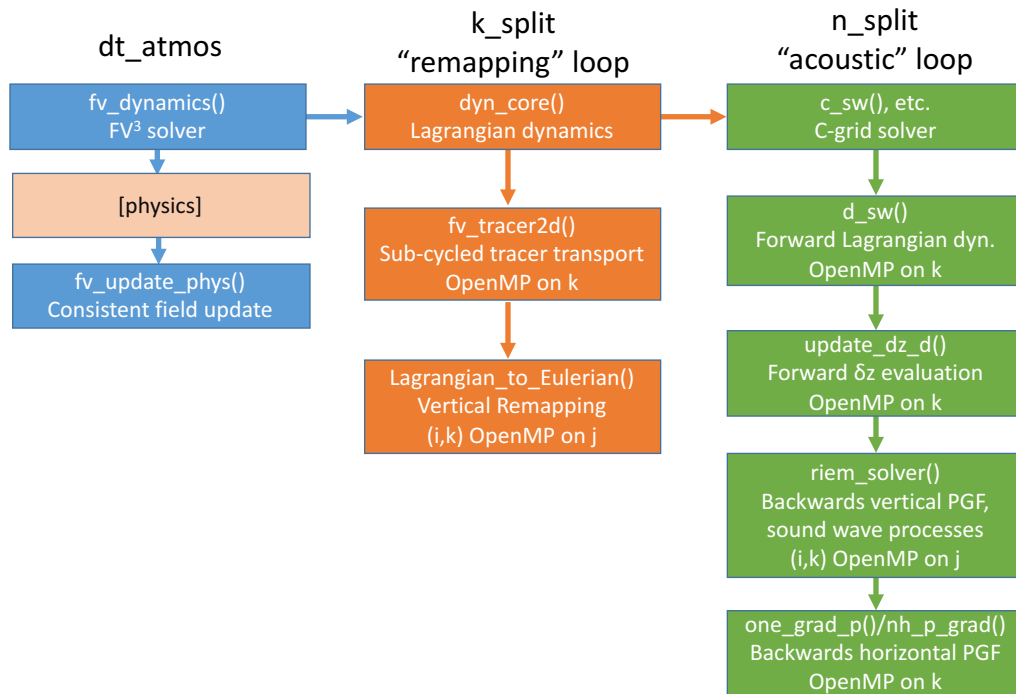 dt_atmos
fv_dynamics()
FV³ solver
[physics]
fv_update_phys()
Consistent field update
k_split
“remapping” loop
dyn_core()
Lagrangian dynamics
fv_tracer2d()
Sub-cycled tracer transport
OpenMP on k
Lagrangian_to_Eulerian()
Vertical Remapping
(i,k) OpenMP on j
n_split
“acoustic” loop
c_sw(), etc.
C-grid solver
d_sw()
Forward Lagrangian dyn.
OpenMP on k
update_dz_d()
Forward δz evaluation
OpenMP on k
riem_solver()
Backwards vertical PGF,
sound wave processes
(i,k) OpenMP on j
one_grad_p()/nh_p_grad()
Backwards horizontal PGF
OpenMP on k